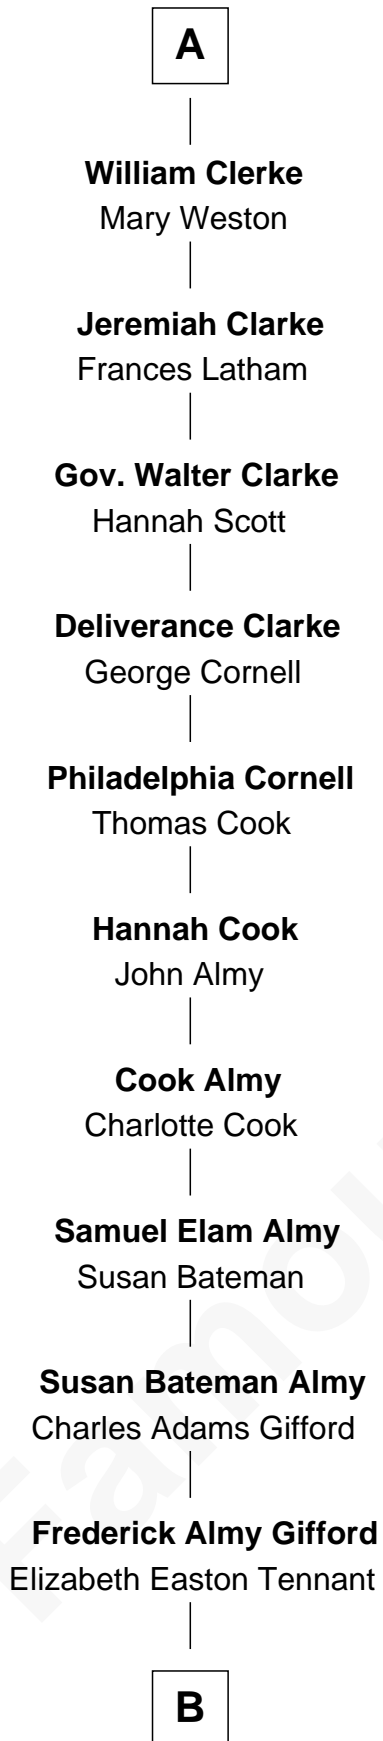 A
William Clerke
Mary Weston
Jeremiah Clarke
Frances Latham
Gov. Walter Clarke
Hannah Scott
Deliverance Clarke
George Cornell
Philadelphia Cornell
Thomas Cook
Hannah Cook
John Almy
Cook Almy
Charlotte Cook
Samuel Elam Almy
Susan Bateman
Susan Bateman Almy
Charles Adams Gifford
Frederick Almy Gifford
Elizabeth Easton Tennant
B
Famou